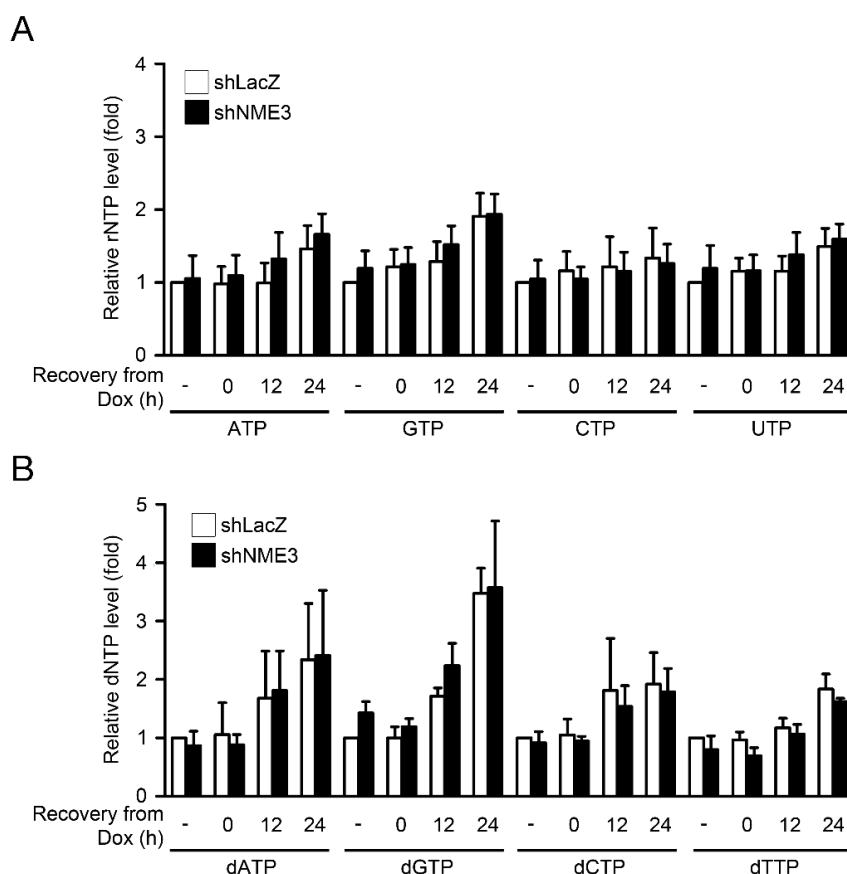 A
4
shLacZ
shNME3
3
2
1
0
Relative rNTP level (fold)
Recovery from
Dox (h)
- 0 12 24 - 0 12 24 - 0 12 24 - 0 12 24
ATP GTP CTP UTP
B
5
shLacZ
shNME3
4
3
2
1
0
Relative dNTP level (fold)
Recovery from
Dox (h)
- 0 12 24 - 0 12 24 - 0 12 24 - 0 12 24
dATP dGTP dCTP dTTP